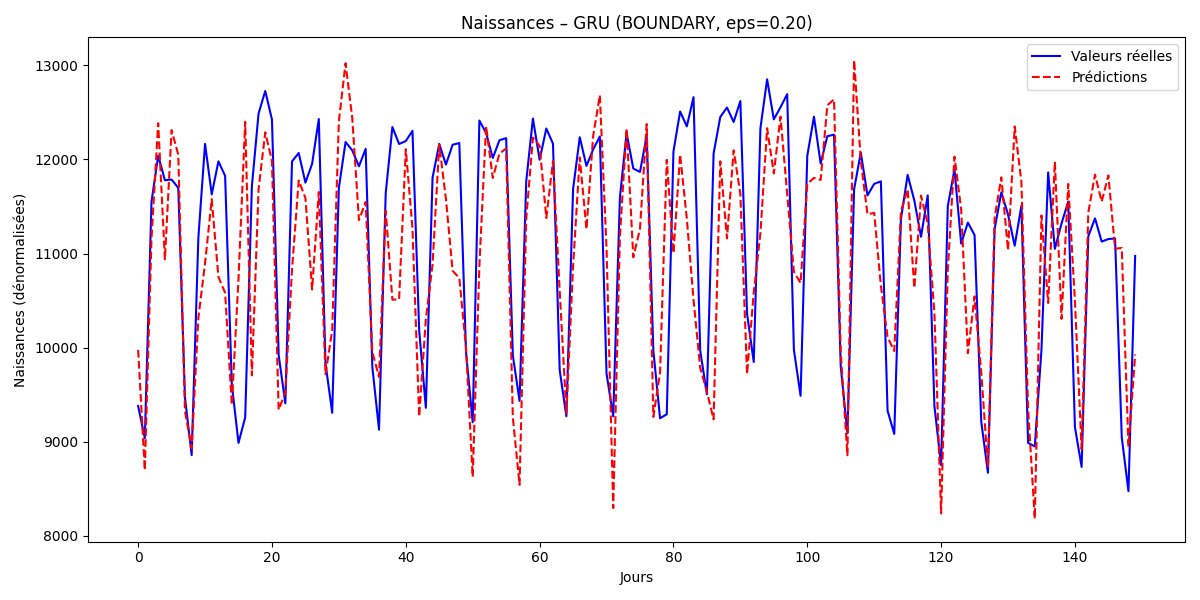 Naissances – GRU (BOUNDARY, eps=0.20)
Valeurs réelles
Prédictions
Naissances (dénormalisées)
13000
12000
11000
10000
9000
8000
0 20 40 60 80 100 120 140
Jours